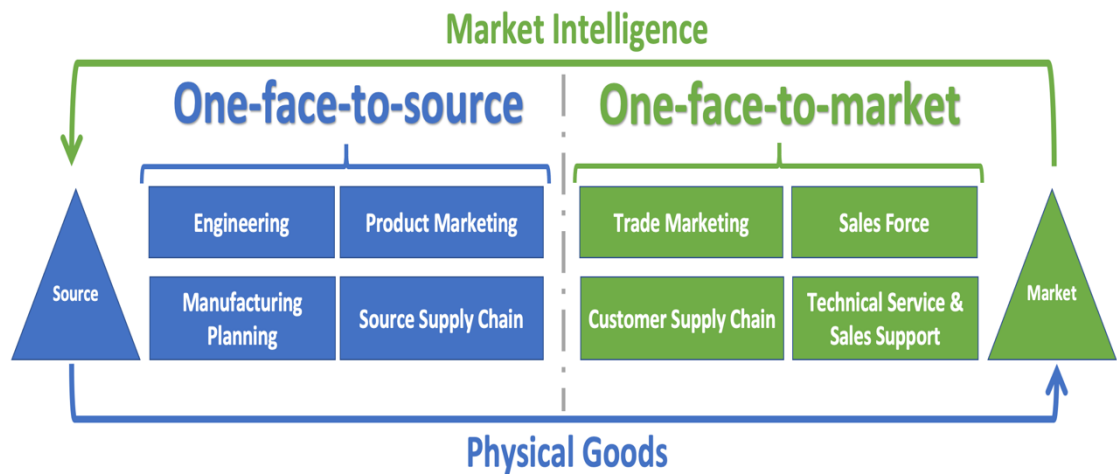 Market Intelligence
One-face-to-source
One-face-to-market
Engineering
Product Marketing
Trade Marketing
Sales Force
Source
Manufacturing
Planning
Source Supply Chain
Customer Supply Chain
Technical Service &
Sales Support
Market
Physical Goods